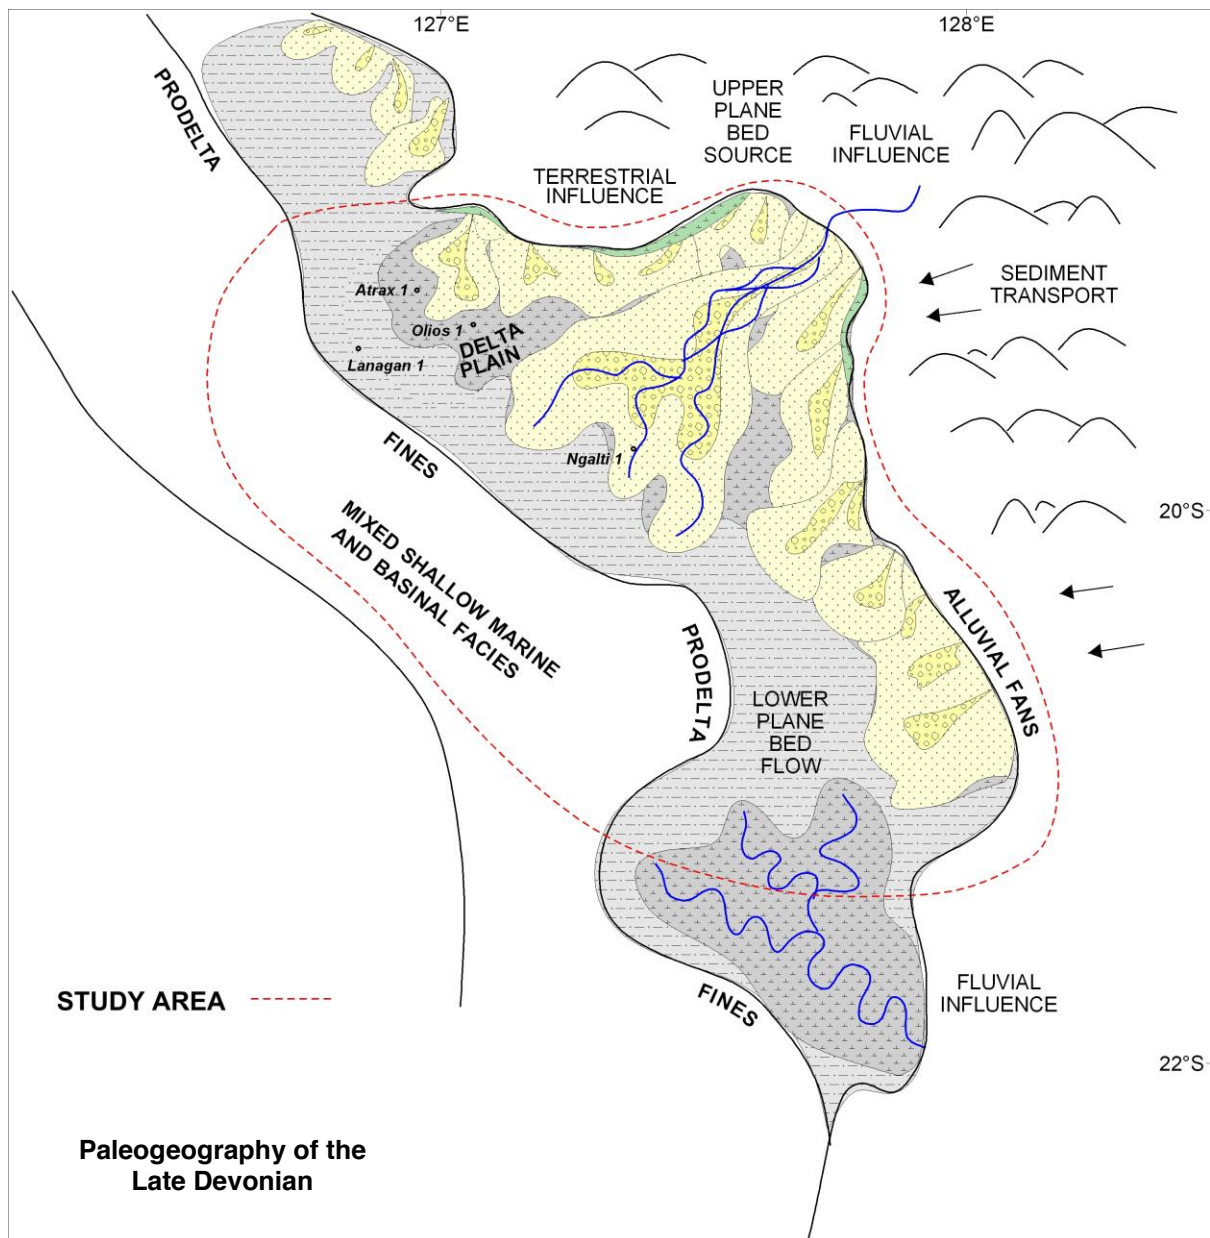 127°E
128°E
PRODELTA
UPPER
PLANE
BED
SOURCE
FLUVIAL
INFLUENCE
TERRESTRIAL
INFLUENCE
SEDIMENT
TRANSPORT
Atrax 1
Olios 1
DELTA
PLAIN
Lanagan 1
FINES
Ngalti 1
20°S
MIXED SHALLOW MARINE
AND BASINAL FACIES
ALLUVIAL FANS
PRODELTA
LOWER
PLANE
BED
FLOW
STUDY AREA
FINES
FLUVIAL
INFLUENCE
22°S
Paleogeography of the
Late Devonian